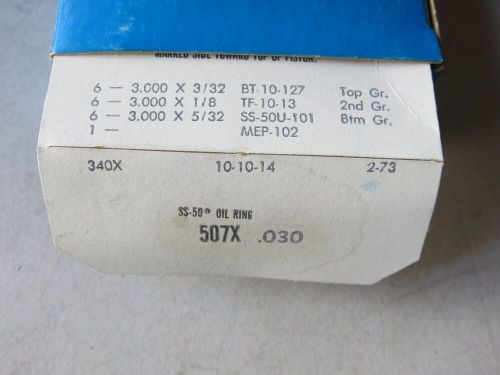 MARKED SIDE TOWARD TOP OF PISTON.
6 — 3.000 X 3/32 BT-10-127 Top Gr.
6 — 3.000 X 1/8 TF-10-13 2nd Gr.
6 — 3.000 X 5/32 SS-50U-101 Btm Gr.
1 — MEP-102
340X 10-10-14 2-73
SS-50® OIL RING
507X .030